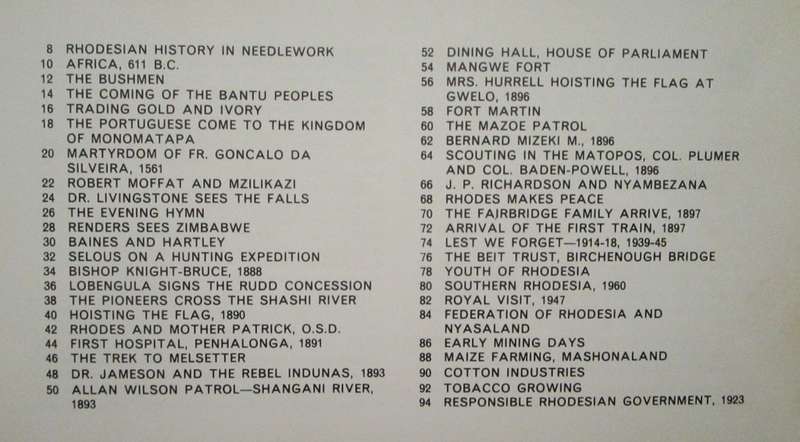 8 RHODESIAN HISTORY IN NEEDLEWORK
10 AFRICA, 611 B.C.
12 THE BUSHMEN
14 THE COMING OF THE BANTU PEOPLES
16 TRADING GOLD AND IVORY
18 THE PORTUGUESE COME TO THE KINGDOM
OF MONOMATAPA
20 MARTYRDOM OF FR. GONCALO DA
SILVEIRA, 1561
22 ROBERT MOFFAT AND MZILIKAZI
24 DR. LIVINGSTONE SEES THE FALLS
26 THE EVENING HYMN
28 RENDERS SEES ZIMBABWE
30 BAINES AND HARTLEY
32 SELOUS ON A HUNTING EXPEDITION
34 BISHOP KNIGHT-BRUCE, 1888
36 LOBENGULA SIGNS THE RUDD CONCESSION
38 THE PIONEERS CROSS THE SHASHI RIVER
40 HOISTING THE FLAG, 1890
42 RHODES AND MOTHER PATRICK, O.S.D.
44 FIRST HOSPITAL, PENHALONGA, 1891
46 THE TREK TO MELSETTER
48 DR. JAMESON AND THE REBEL INDUNAS, 1893
50 ALLAN WILSON PATROL—SHANGANI RIVER,
1893
52 DINING HALL, HOUSE OF PARLIAMENT
54 MANGWE FORT
56 MRS. HURRELL HOISTING THE FLAG AT
GWELO, 1896
58 FORT MARTIN
60 THE MAZOE PATROL
62 BERNARD MIZEKI M., 1896
64 SCOUTING IN THE MATOPOS, COL. PLUMER
AND COL. BADEN-POWELL, 1896
66 J. P. RICHARDSON AND NYAMBEZANA
68 RHODES MAKES PEACE
70 THE FAIRBRIDGE FAMILY ARRIVE, 1897
72 ARRIVAL OF THE FIRST TRAIN, 1897
74 LEST WE FORGET—1914-18, 1939-45
76 THE BEIT TRUST, BIRCHENOUGH BRIDGE
78 YOUTH OF RHODESIA
80 SOUTHERN RHODESIA, 1960
82 ROYAL VISIT, 1947
84 FEDERATION OF RHODESIA AND
NYASALAND
86 EARLY MINING DAYS
88 MAIZE FARMING, MASHONALAND
90 COTTON INDUSTRIES
92 TOBACCO GROWING
94 RESPONSIBLE RHODESIAN GOVERNMENT, 1923